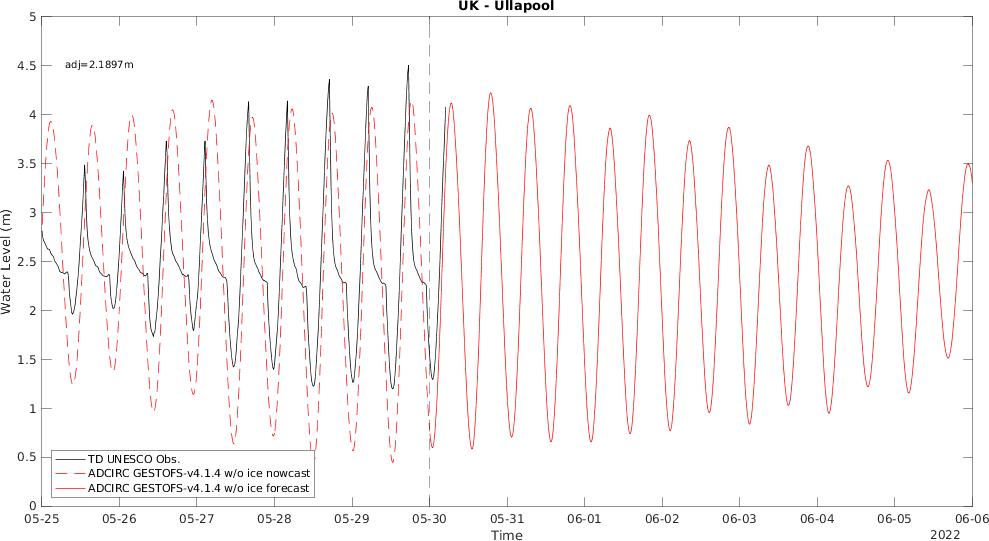 UK - Ullapool
5
4.5
4
3.5
3
2.5
2
1.5
1
0.5
0
Water Level (m)
adj=2.1897m
TD UNESCO Obs.
ADCIRC GESTOFS-v4.1.4 w/o ice nowcast
ADCIRC GESTOFS-v4.1.4 w/o ice forecast
05-25 05-26 05-27 05-28 05-29 05-30 05-31 06-01 06-02 06-03 06-04 06-05 06-06
Time
2022